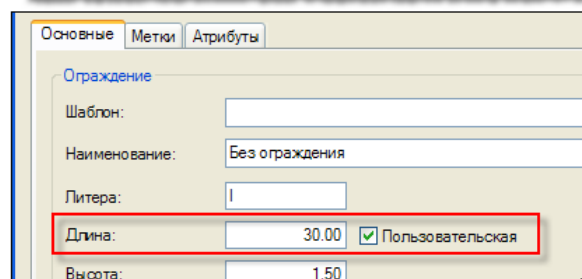 Основные Метки Атрибуты
Ограждение
Шаблон:
Наименование: Без ограждения
Литера: I
Длина: 30.00 Пользовательская
Высота: 1.50